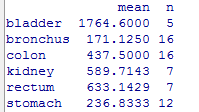 mean n
bladder 1764.6000 5
bronchus 171.1250 16
colon 437.5000 16
kidney 589.7143 7
rectum 633.1429 7
stomach 236.8333 12